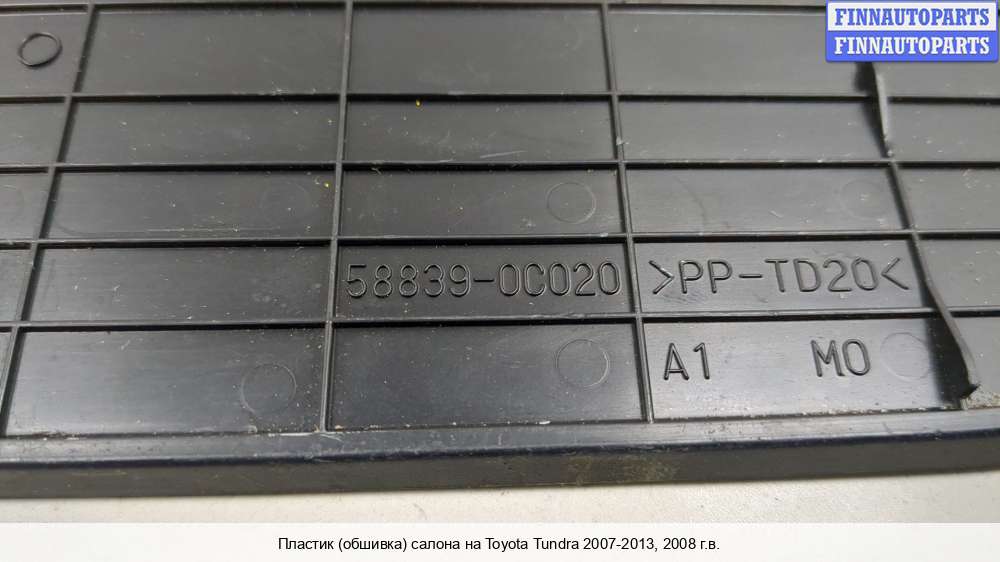 FINNAUTOPARTS
FINNAUTOPARTS
58839-0C020 >PP-TD20<
A1 M0
Пластик (обшивка) салона на Toyota Tundra 2007-2013, 2008 г.в.